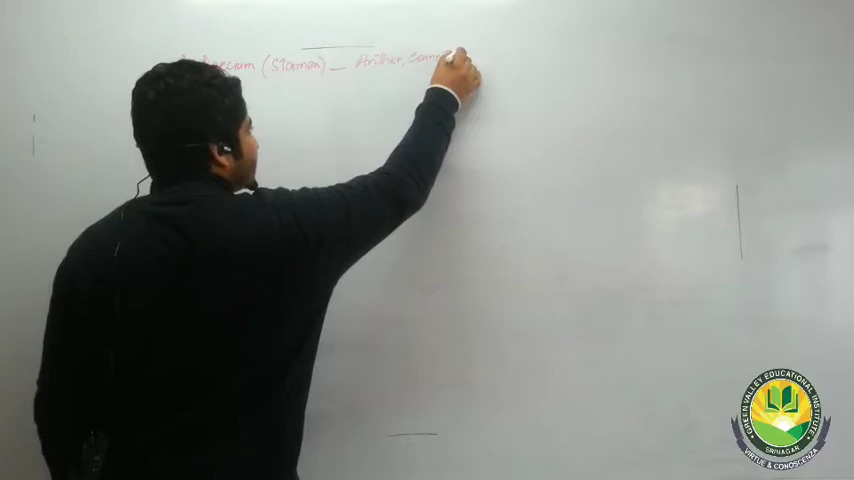 (Stamen) — Anther,
GREEN VALLEY EDUCATIONAL INSTITUTE
SRINAGAR
VIRTUE & CONOSCENZA